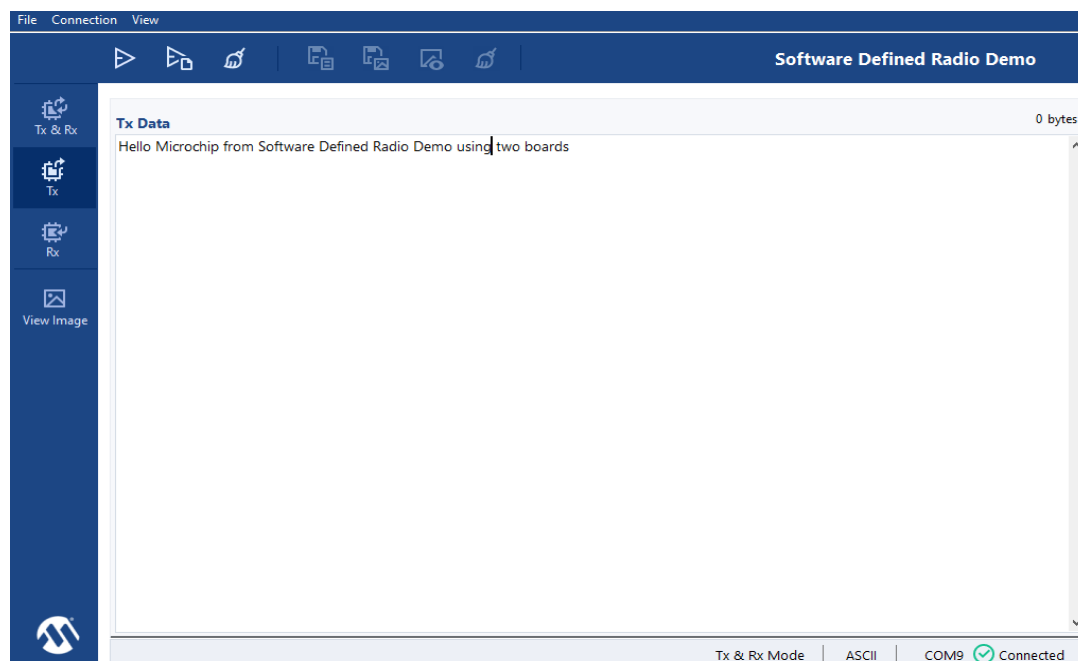 File Connection View
Software Defined Radio Demo
Tx & Rx
Tx
Rx
View Image
Tx Data
0 bytes
Hello Microchip from Software Defined Radio Demo using two boards
Tx & Rx Mode ASCII COM9 Connected